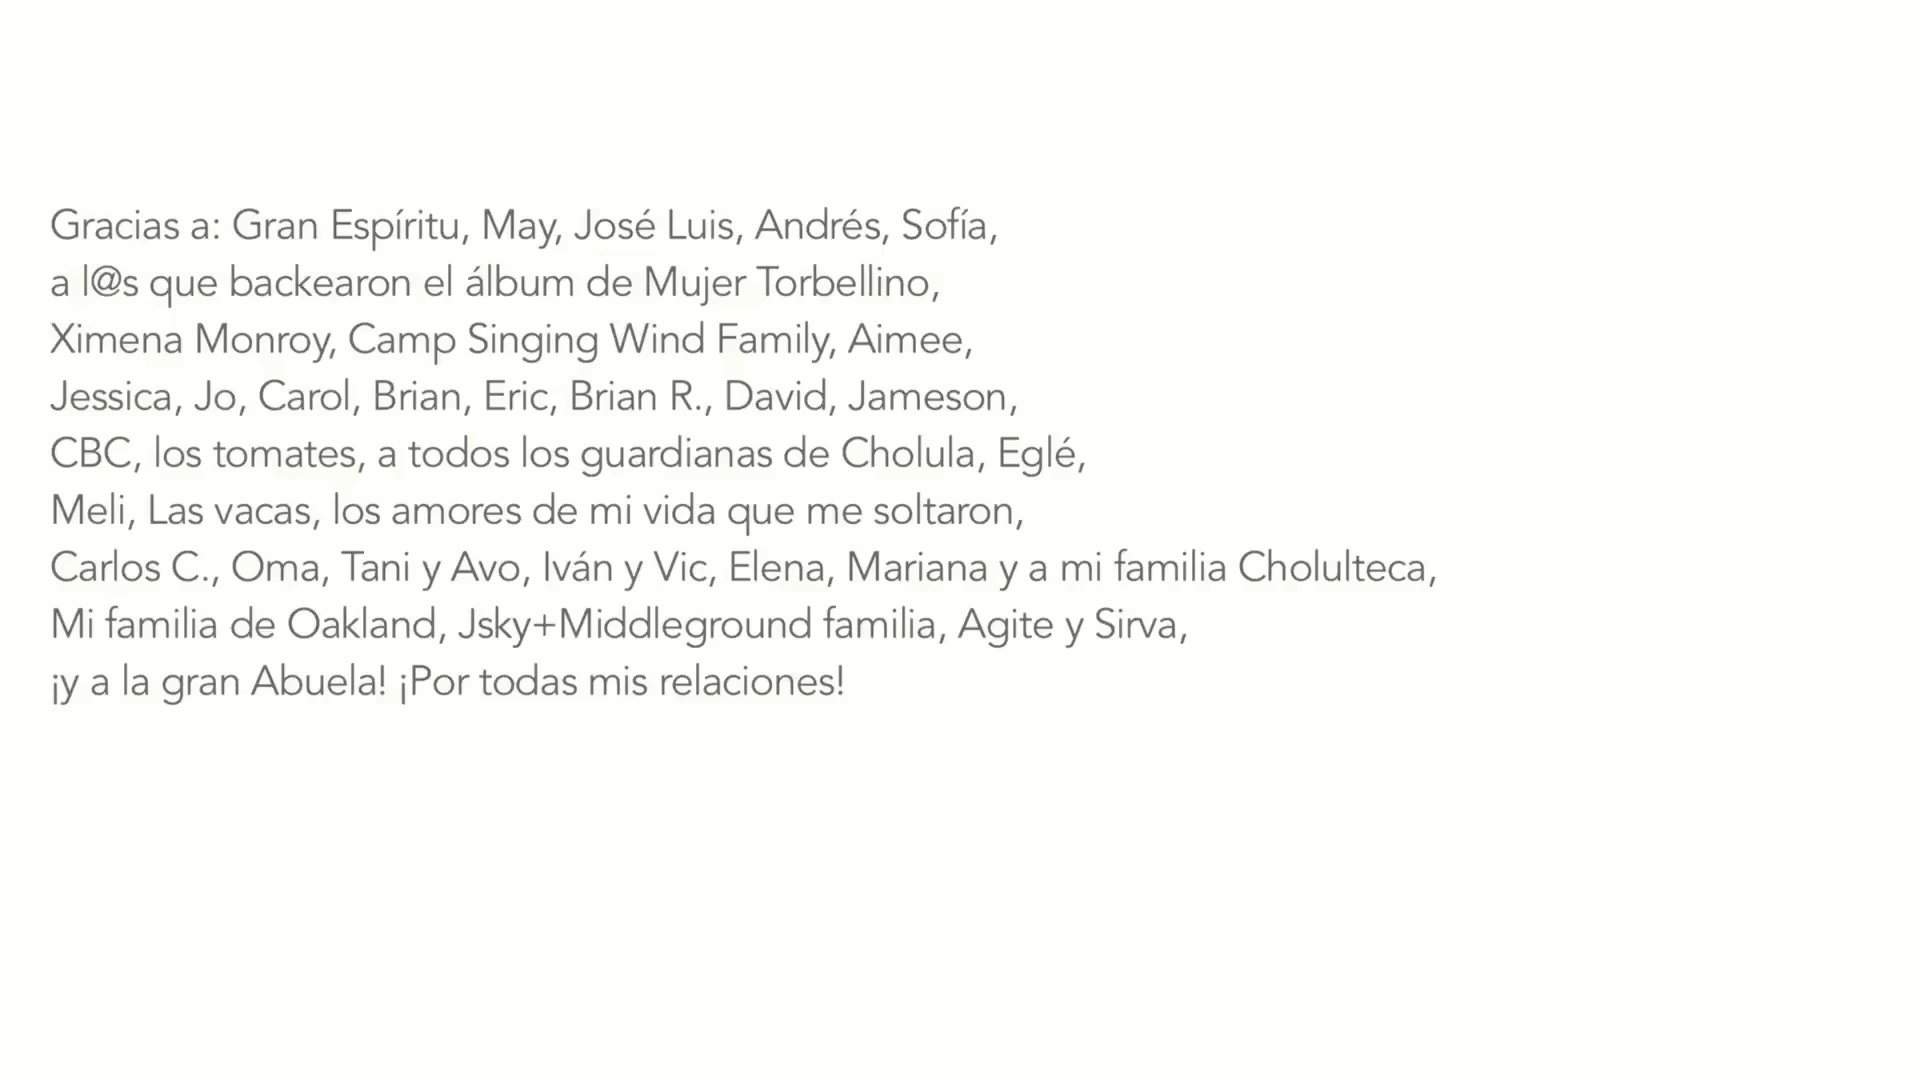 Gracias a: Gran Espíritu, May, José Luis, Andrés, Sofía,
a l@s que backearon el álbum de Mujer Torbellino,
Ximena Monroy, Camp Singing Wind Family, Aimee,
Jessica, Jo, Carol, Brian, Eric, Brian R., David, Jameson,
CBC, los tomates, a todos los guardianas de Cholula, Eglé,
Meli, Las vacas, los amores de mi vida que me soltaron,
Carlos C., Oma, Tani y Avo, Iván y Vic, Elena, Mariana y a mi familia Cholulteca,
Mi familia de Oakland, Jsky+Middleground familia, Agite y Sirva,
¡y a la gran Abuela! ¡Por todas mis relaciones!